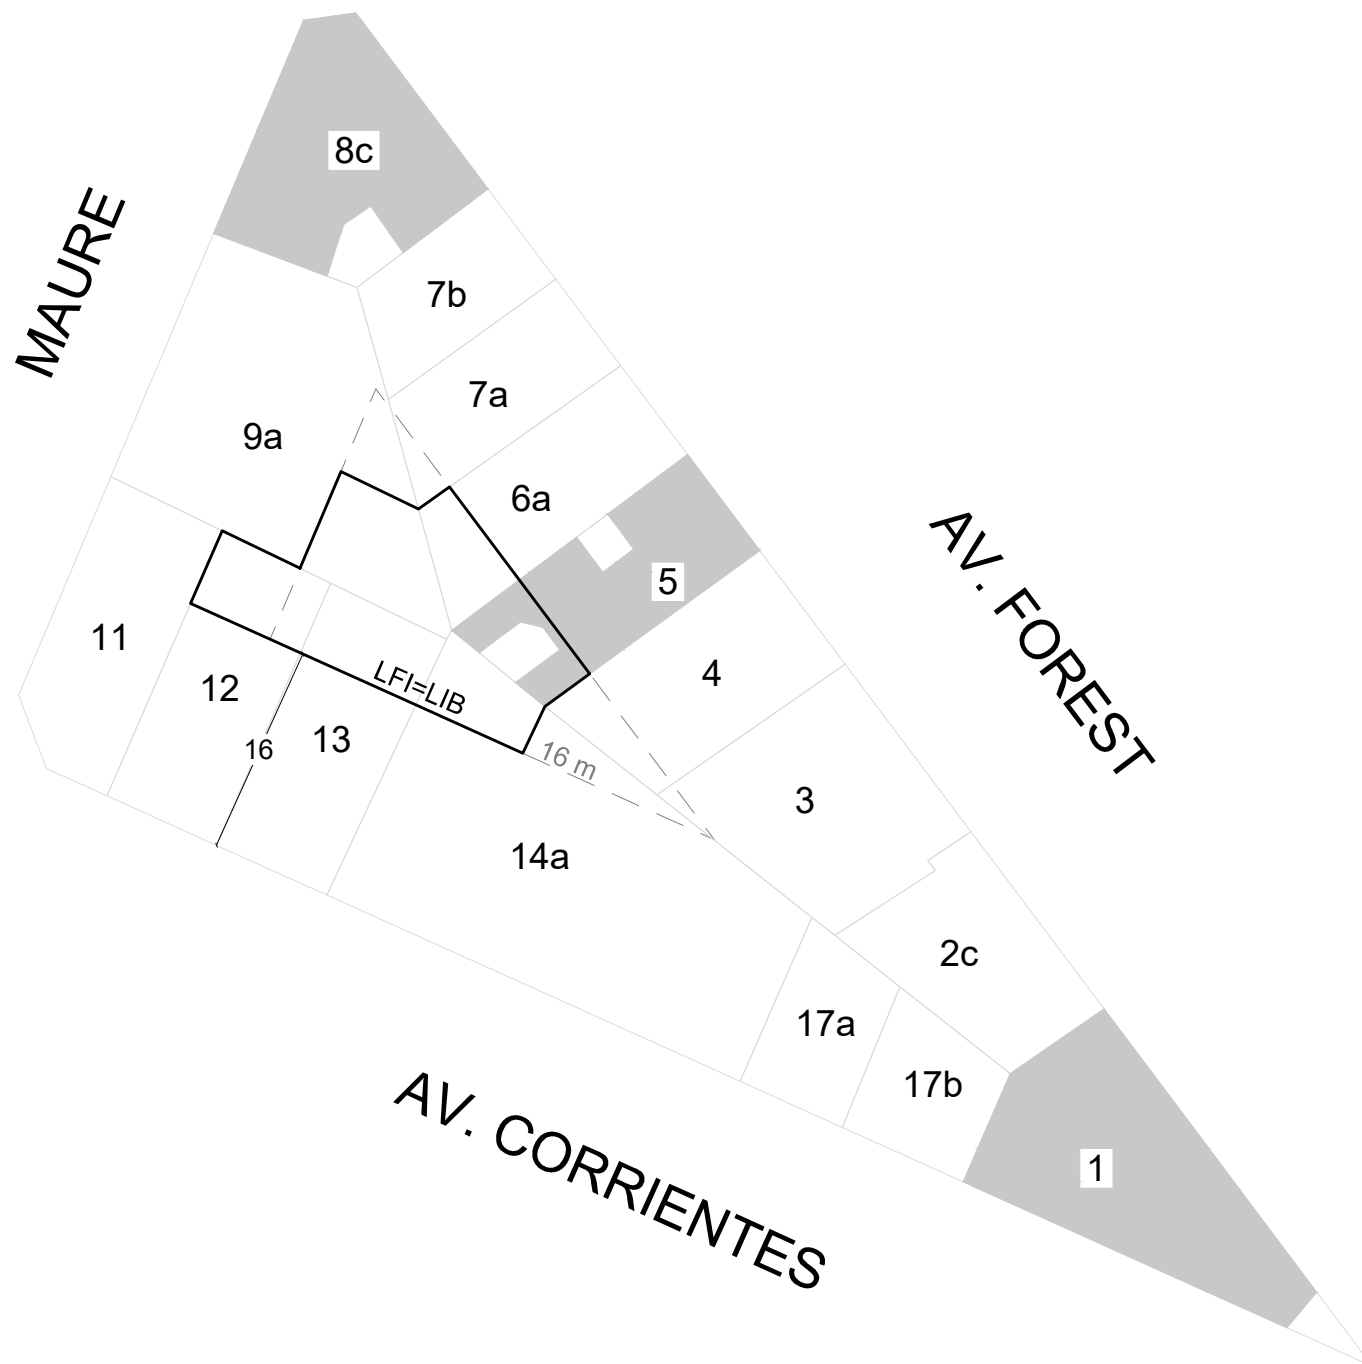 8c
MAURE
7b
7a
9a
6a
AV. FOREST
5
11
4
12
LFI=LIB
13
16
16 m
3
14a
2c
17a
17b
AV. CORRIENTES
1